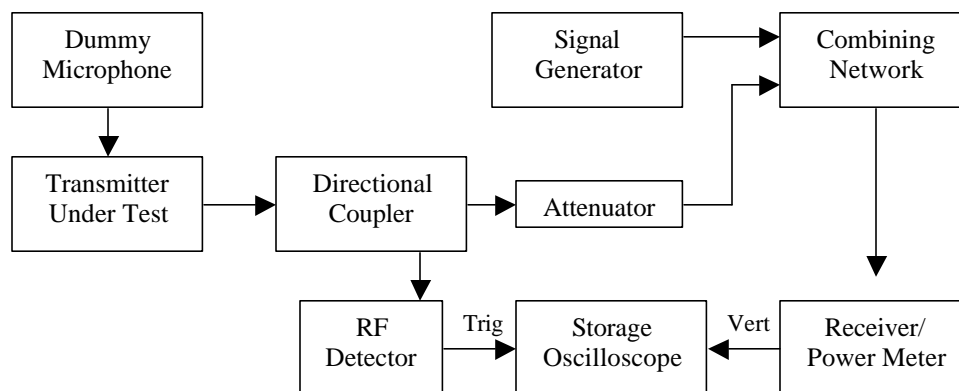 Dummy
Microphone
Signal
Generator
Combining
Network
Transmitter
Under Test
Directional
Coupler
Attenuator
RF
Detector
Trig
Storage
Oscilloscope
Vert
Receiver/
Power Meter